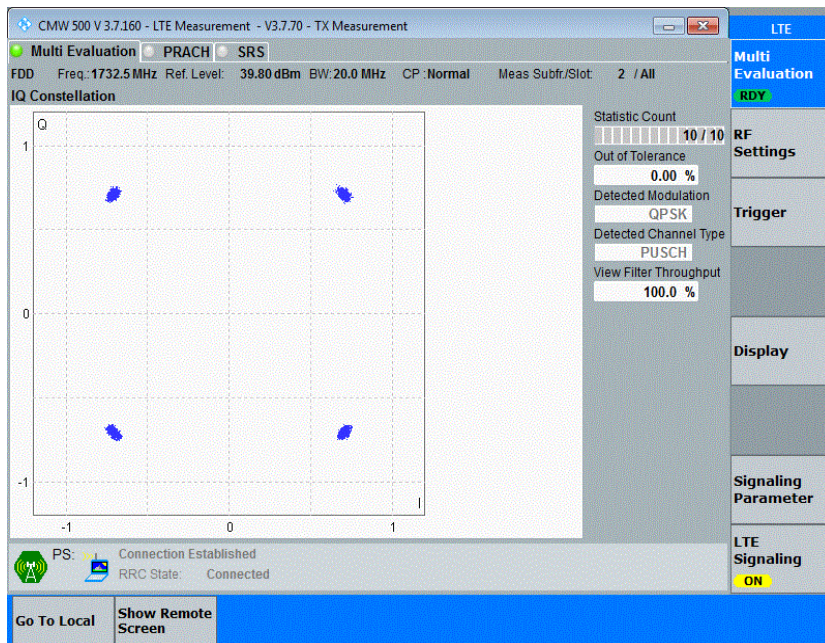 CMW 500 V 3.7.160 - LTE Measurement - V3.7.70 - TX Measurement
Multi Evaluation PRACH SRS
FDD Freq.: 1732.5 MHz Ref. Level: 39.80 dBm BW: 20.0 MHz CP : Normal Meas Subfr./Slot: 2 / All
IQ Constellation
Q
1
0
-1
-1 0 1
I
Statistic Count
10 / 10
Out of Tolerance
0.00 %
Detected Modulation
QPSK
Detected Channel Type
PUSCH
View Filter Throughput
100.0 %
PS: Connection Established
RRC State: Connected
LTE
Multi
Evaluation
RDY
RF
Settings
Trigger
Display
Signaling
Parameter
LTE
Signaling
ON
Go To Local
Show Remote
Screen